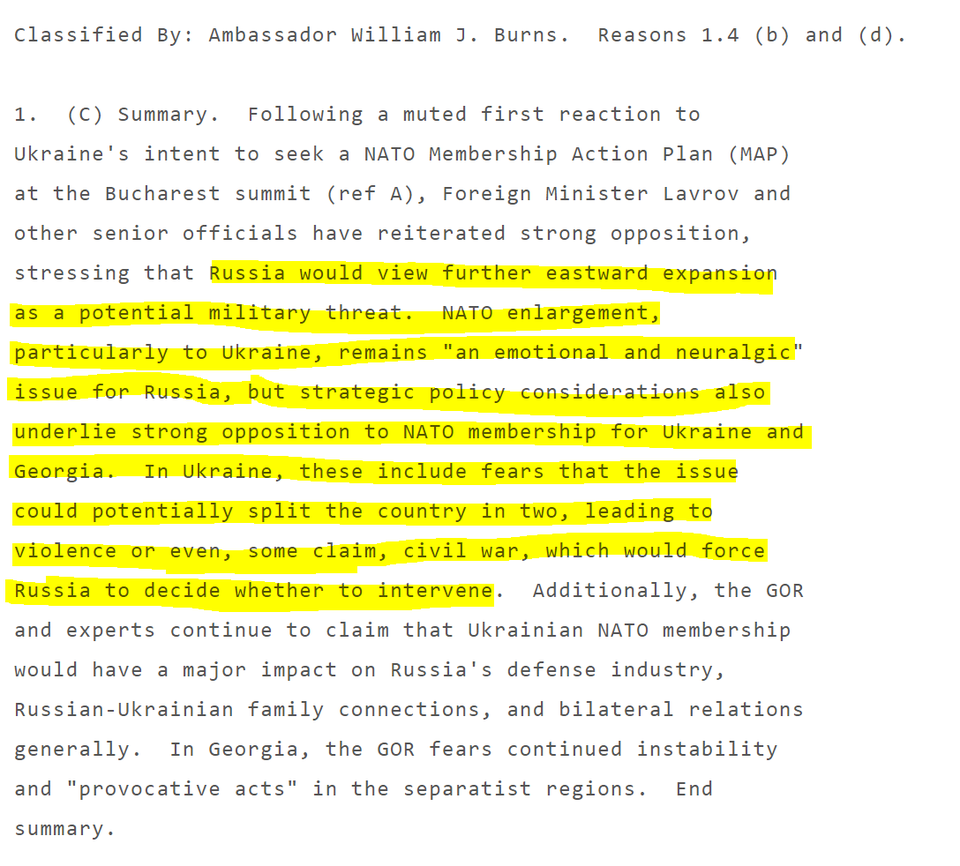 Classified By: Ambassador William J. Burns.  Reasons 1.4 (b) and (d).
1.  (C) Summary.  Following a muted first reaction to
Ukraine's intent to seek a NATO Membership Action Plan (MAP)
at the Bucharest summit (ref A), Foreign Minister Lavrov and
other senior officials have reiterated strong opposition,
stressing that Russia would view further eastward expansion
as a potential military threat.  NATO enlargement,
particularly to Ukraine, remains "an emotional and neuralgic"
issue for Russia, but strategic policy considerations also
underlie strong opposition to NATO membership for Ukraine and
Georgia.  In Ukraine, these include fears that the issue
could potentially split the country in two, leading to
violence or even, some claim, civil war, which would force
Russia to decide whether to intervene.  Additionally, the GOR
and experts continue to claim that Ukrainian NATO membership
would have a major impact on Russia's defense industry,
Russian-Ukrainian family connections, and bilateral relations
generally.  In Georgia, the GOR fears continued instability
and "provocative acts" in the separatist regions.  End
summary.